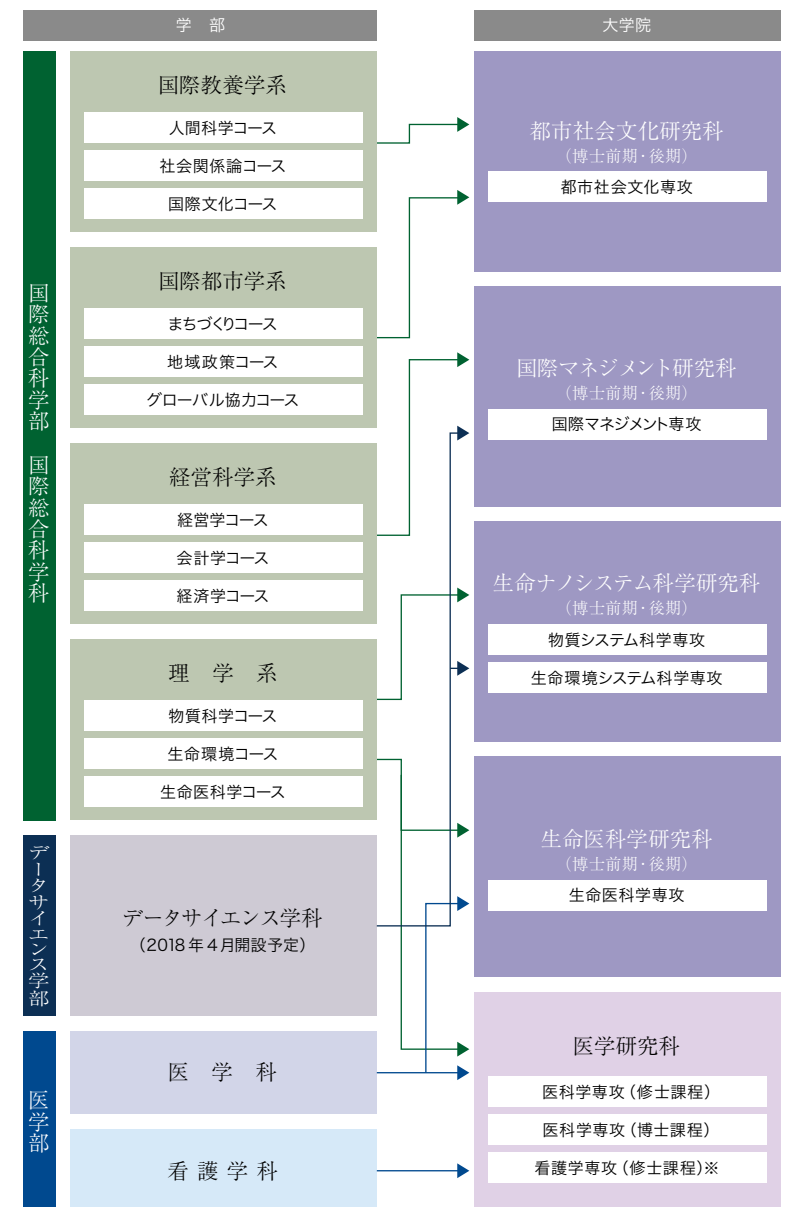 学　部
国際総合科学部　国際総合科学科
国際教養学系
人間科学コース
社会関係論コース
国際文化コース
国際都市学系
まちづくりコース
地域政策コース
グローバル協力コース
経営科学系
経営学コース
会計学コース
経済学コース
理　学　系
物質科学コース
生命環境コース
生命医科学コース
データサイエンス学部
データサイエンス学科
（2018年4月開設予定）
医学部
医　学　科
看 護 学 科
大学院
都市社会文化研究科
（博士前期・後期）
都市社会文化専攻
国際マネジメント研究科
（博士前期・後期）
国際マネジメント専攻
生命ナノシステム科学研究科
（博士前期・後期）
物質システム科学専攻
生命環境システム科学専攻
生命医科学研究科
（博士前期・後期）
生命医科学専攻
医学研究科
医科学専攻（修士課程）
医科学専攻（博士課程）
看護学専攻（修士課程）※